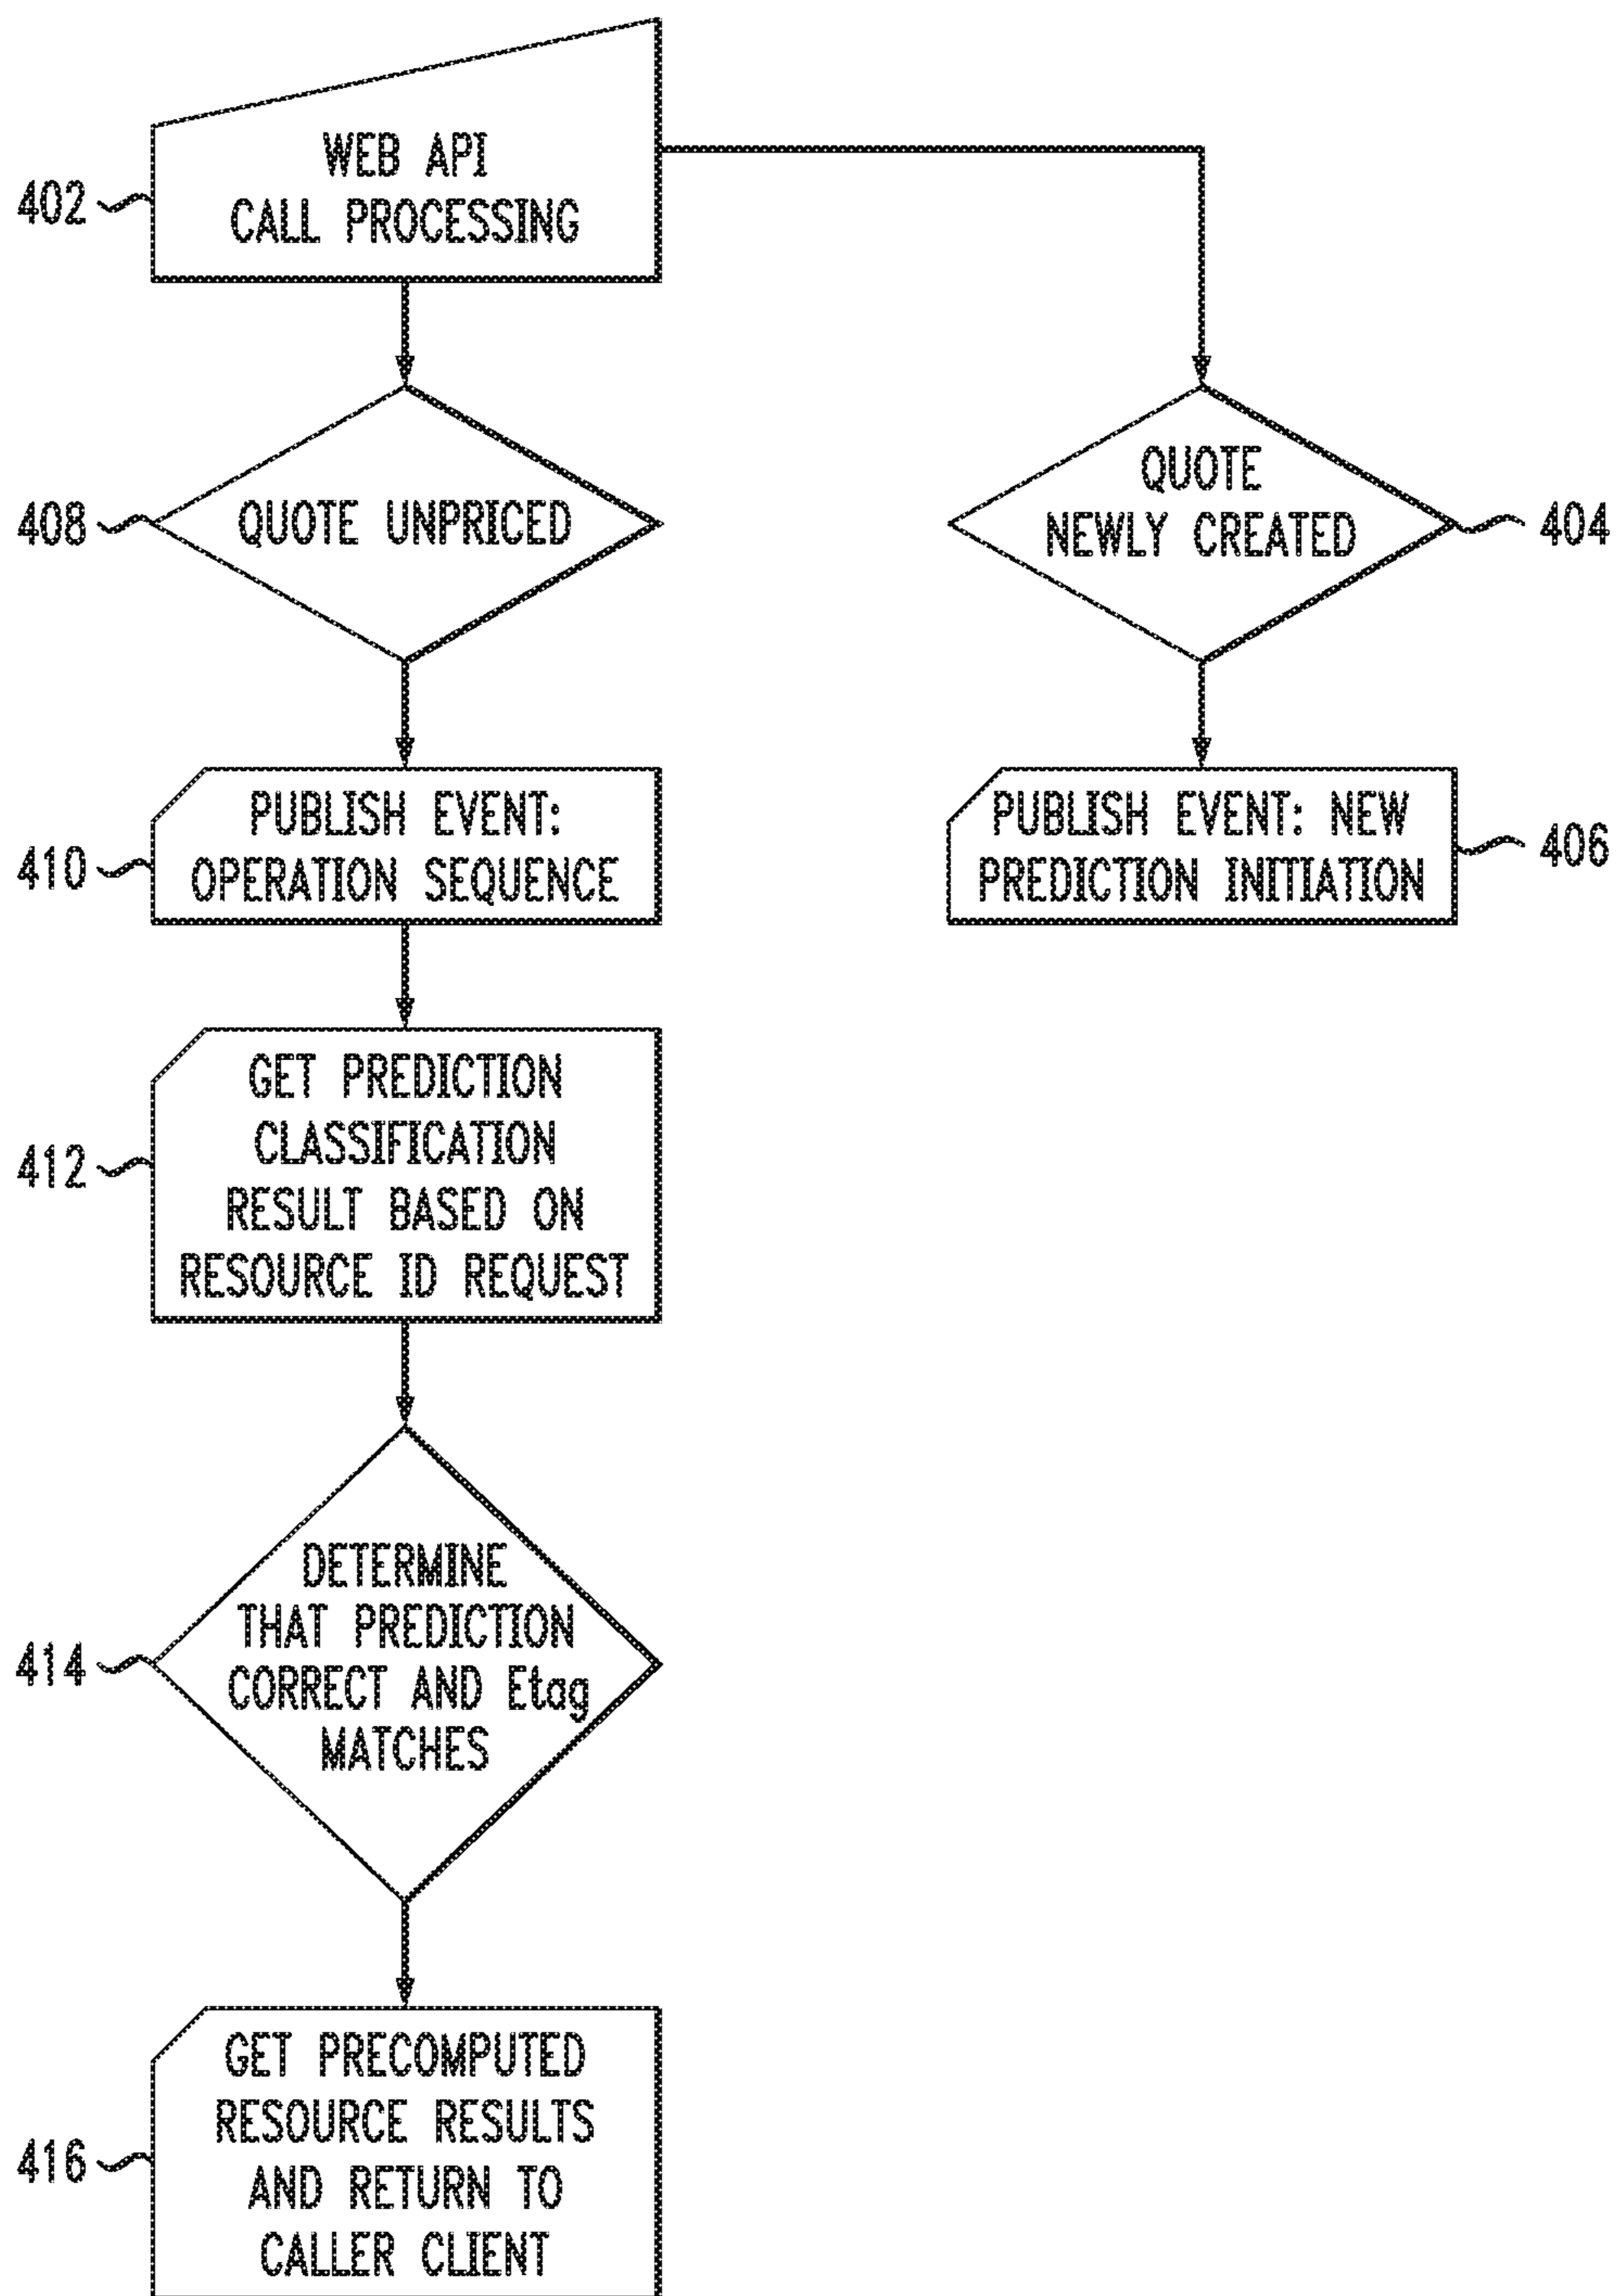 WEB API
CALL PROCESSING
402
408
QUOTE UNPRICED
QUOTE
NEWLY CREATED
404
410
PUBLISH EVENT:
OPERATION SEQUENCE
PUBLISH EVENT: NEW
PREDICTION INITIATION
406
412
GET PREDICTION
CLASSIFICATION
RESULT BASED ON
RESOURCE ID REQUEST
414
DETERMINE
THAT PREDICTION
CORRECT AND Etag
MATCHES
416
GET PRECOMPUTED
RESOURCE RESULTS
AND RETURN TO
CALLER CLIENT